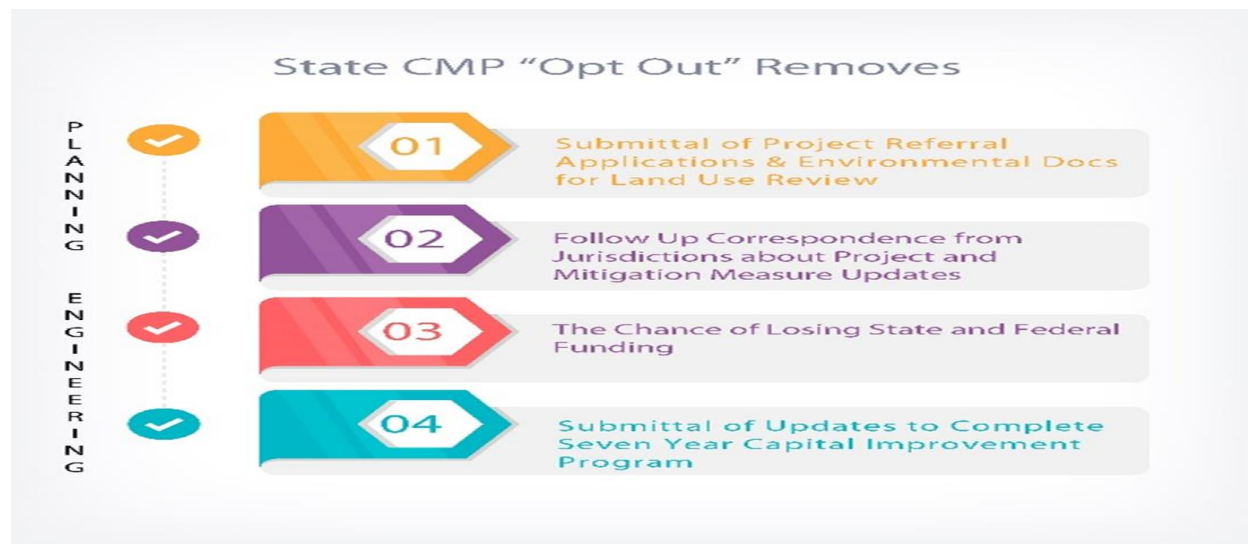 State CMP “Opt Out” Removes
PLANNING
01
Submittal of Project Referral
Applications & Environmental Docs
for Land Use Review
02
Follow Up Correspondence from
Jurisdictions about Project and
Mitigation Measure Updates
ENGINEERING
03
The Chance of Losing State and Federal
Funding
04
Submittal of Updates to Complete
Seven Year Capital Improvement
Program